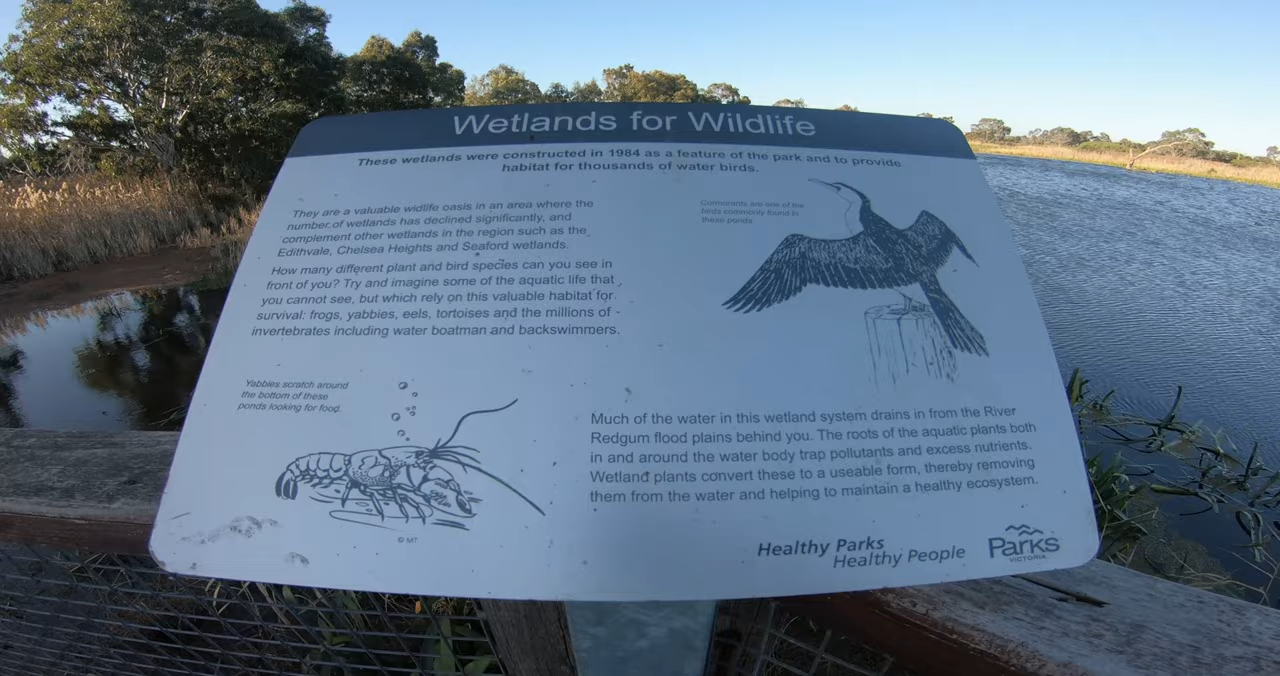 Wetlands for Wildlife
These wetlands were constructed in 1984 as a feature of the park and to provide
habitat for thousands of water birds.
They are a valuable widlife oasis in an area where the
number of wetlands has declined significantly, and
complement other wetlands in the region such as the
Edithvale, Chelsea Heights and Seaford wetlands.
How many different plant and bird species can you see in
front of you? Try and imagine some of the aquatic life that
you cannot see, but which rely on this valuable habitat for
survival: frogs, yabbies, eels, tortoises and the millions of
invertebrates including water boatman and backswimmers.
Cormorants are one of the
birds commonly found in
these ponds
Yabbies scratch around
the bottom of these
ponds looking for food.
© MT
Much of the water in this wetland system drains in from the River
Redgum flood plains behind you. The roots of the aquatic plants both
in and around the water body trap pollutants and excess nutrients.
Wetland plants convert these to a useable form, thereby removing
them from the water and helping to maintain a healthy ecosystem.
Healthy Parks
Healthy People
Parks
VICTORIA